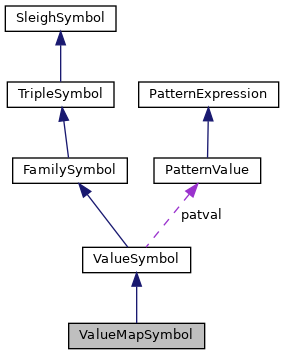 SleighSymbol
TripleSymbol
PatternExpression
FamilySymbol
PatternValue
patval
ValueSymbol
ValueMapSymbol